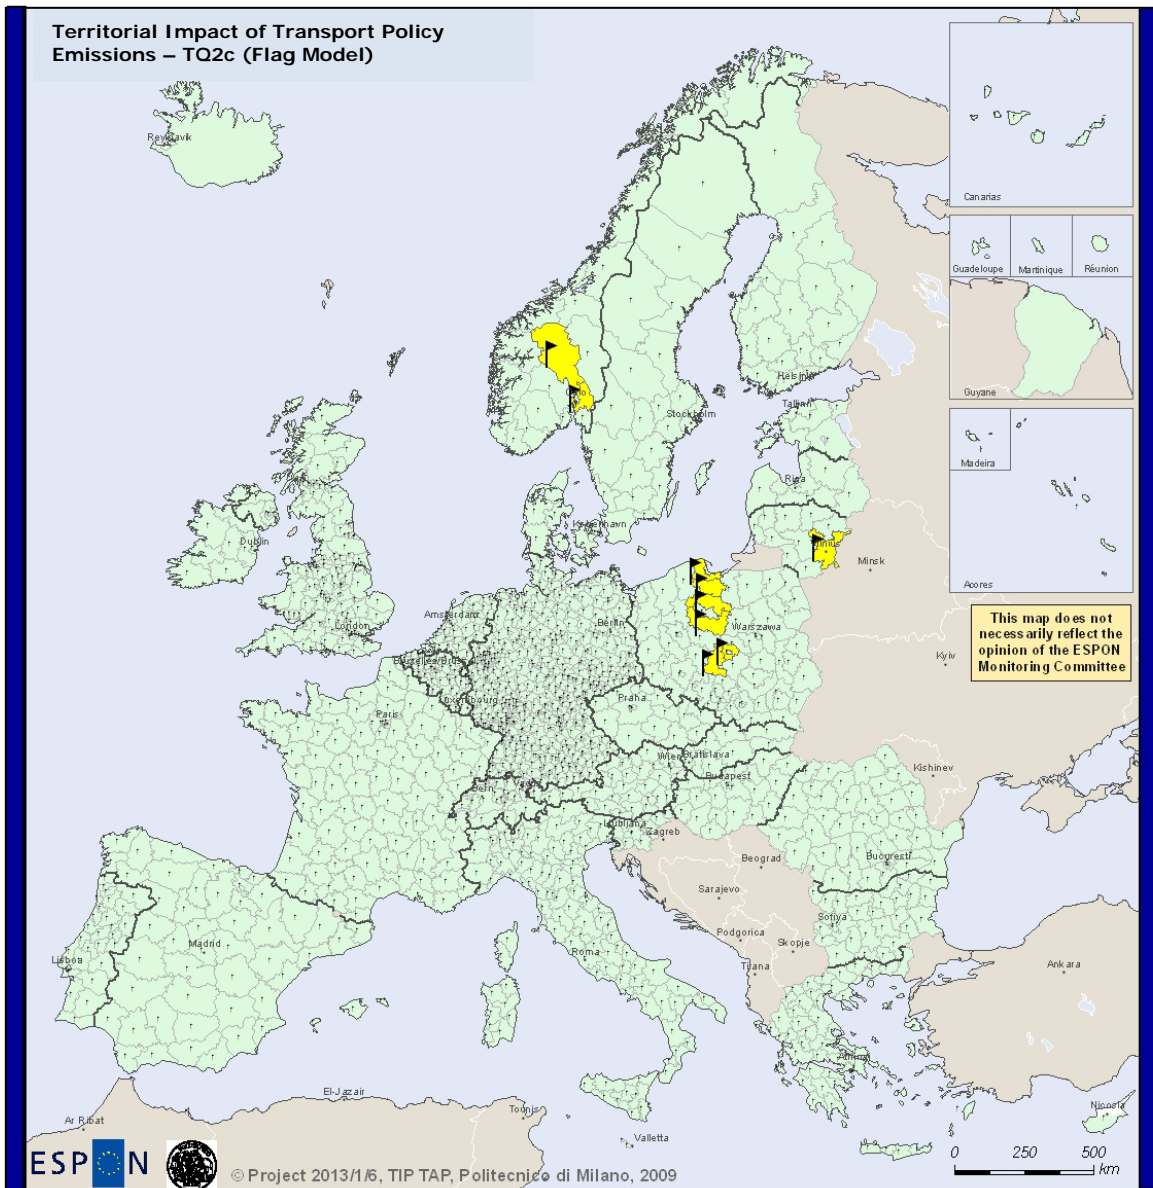 Territorial Impact of Transport Policy
Emissions – TQ2c (Flag Model)
Reykjavik
Canarias
Guadeloupe
Martinique
Réunion
Guyane
Madeira
Acores
Helsinki
Tallinn
Stockholm
Riga
København
Minsk
Dublin
Amsterdam
London
Berlin
Warszawa
This map does not
necessarily reflect the
opinion of the ESPON
Monitoring Committee
Kyiv
Luxembourg
Praha
Paris
Wien
Bratislava
Kishinev
Budapest
Bern
Ljubljana
Zagreb
Beograd
Bucuresti
Sarajevo
Sofiya
Podgorica
Skopje
Madrid
Lisboa
Roma
Tirana
Ankara
El-Jazair
Tounis
Nicosia
Ar Ribat
Valletta
0 250 500
km
ESPON
© Project 2013/1/6, TIP TAP, Politecnico di Milano, 2009